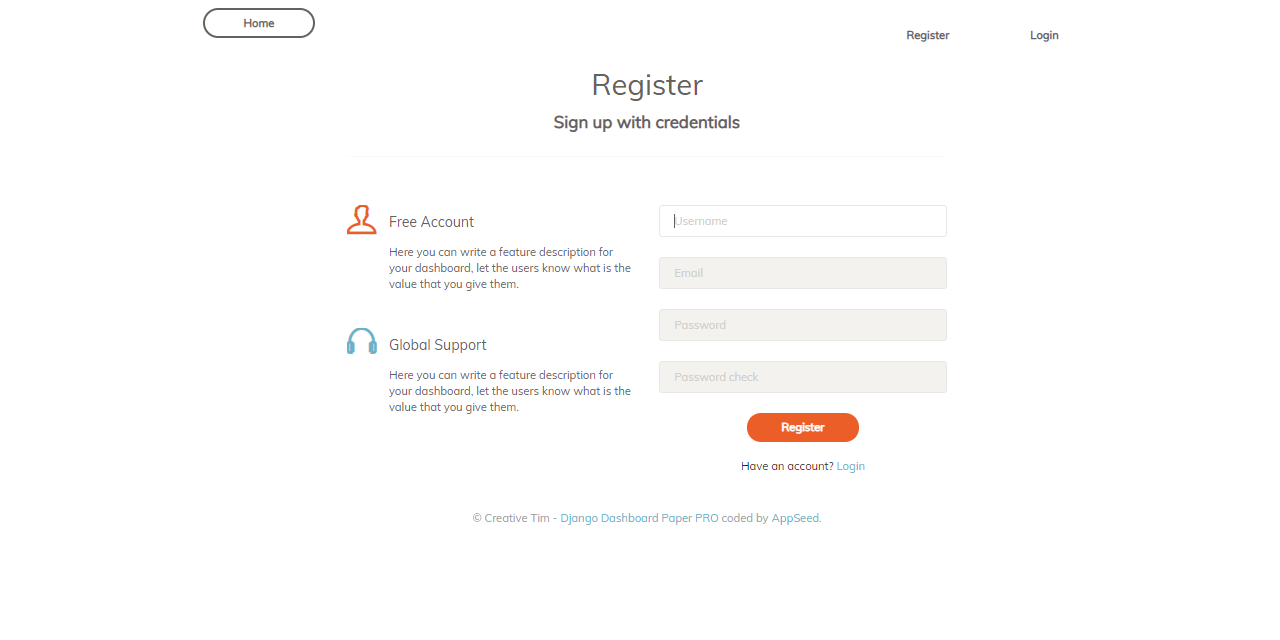 Home
Register
Login
Register
Sign up with credentials
Free Account
Here you can write a feature description for
your dashboard, let the users know what is the
value that you give them.
Global Support
Here you can write a feature description for
your dashboard, let the users know what is the
value that you give them.
Username
Email
Password
Password check
Register
Have an account? Login
© Creative Tim - Django Dashboard Paper PRO coded by AppSeed.